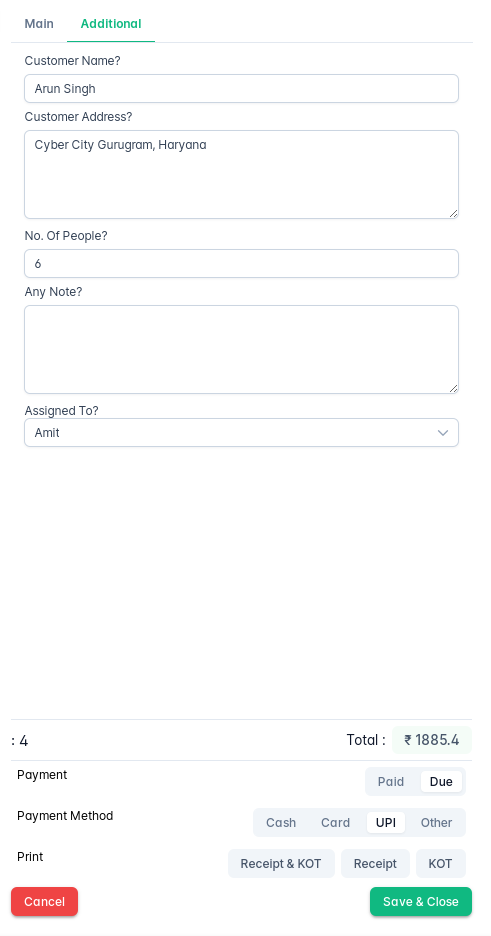 Main Additional
Customer Name?
Arun Singh
Customer Address?
Cyber City Gurugram, Haryana
No. Of People?
6
Any Note?
Assigned To?
Amit
: 4 Total : ₹ 1885.4
Payment Paid Due
Payment Method Cash Card UPI Other
Print Receipt & KOT Receipt KOT
Cancel Save & Close